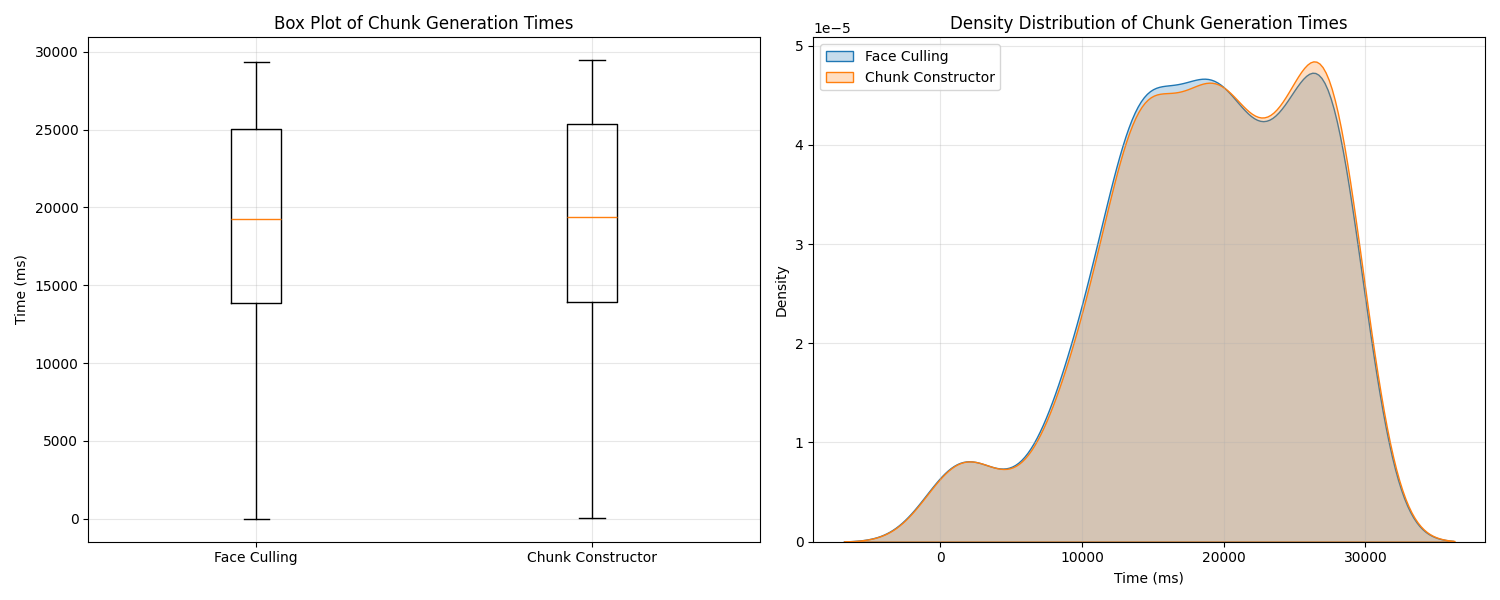 Box Plot of Chunk Generation Times
30000
25000
20000
15000
10000
5000
0
Time (ms)
Face Culling
Chunk Constructor
Density Distribution of Chunk Generation Times
1e−5
Face Culling
Chunk Constructor
5
4
3
2
1
0
Density
0
10000
20000
30000
Time (ms)